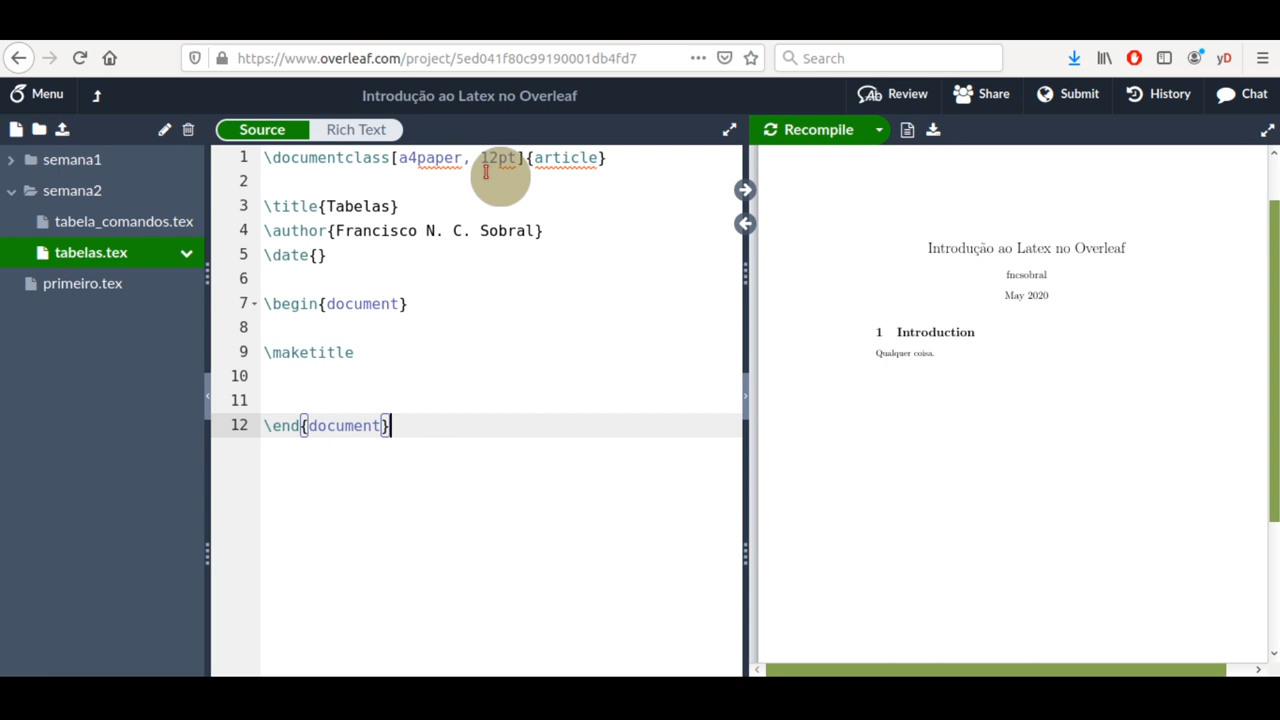 https://www.overleaf.com/project/5ed041f80c99190001db4fd7
Search
yD
Menu
Introdução ao Latex no Overleaf
Review
Share
Submit
History
Chat
Source
Rich Text
Recompile
semana1
semana2
tabela_comandos.tex
tabelas.tex
primeiro.tex
1 \documentclass[a4paper, 12pt]{article}
2
3 \title{Tabelas}
4 \author{Francisco N. C. Sobral}
5 \date{}
6
7 \begin{document}
8
9 \maketitle
10
11
12 \end{document}
Introdução ao Latex no Overleaf
fncsobral
May 2020
1 Introduction
Qualquer coisa.